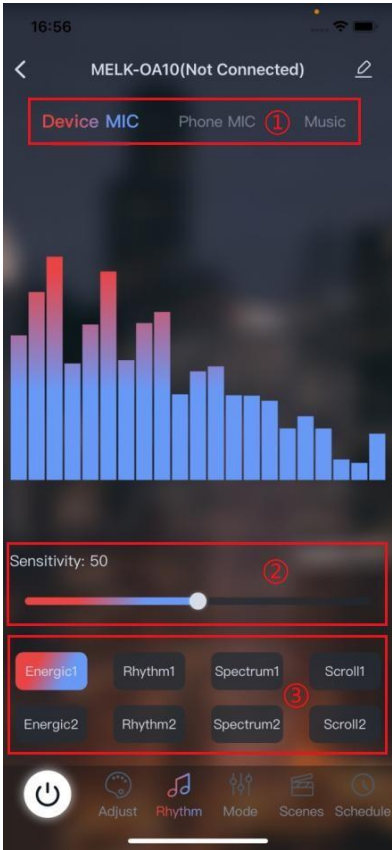 16:56
MELK-OA10(Not Connected)
Device MIC Phone MIC ① Music
Sensitivity: 50
②
Energic1 Rhythm1 Spectrum1 Scroll1
③
Energic2 Rhythm2 Spectrum2 Scroll2
Adjust Rhythm Mode Scenes Schedule